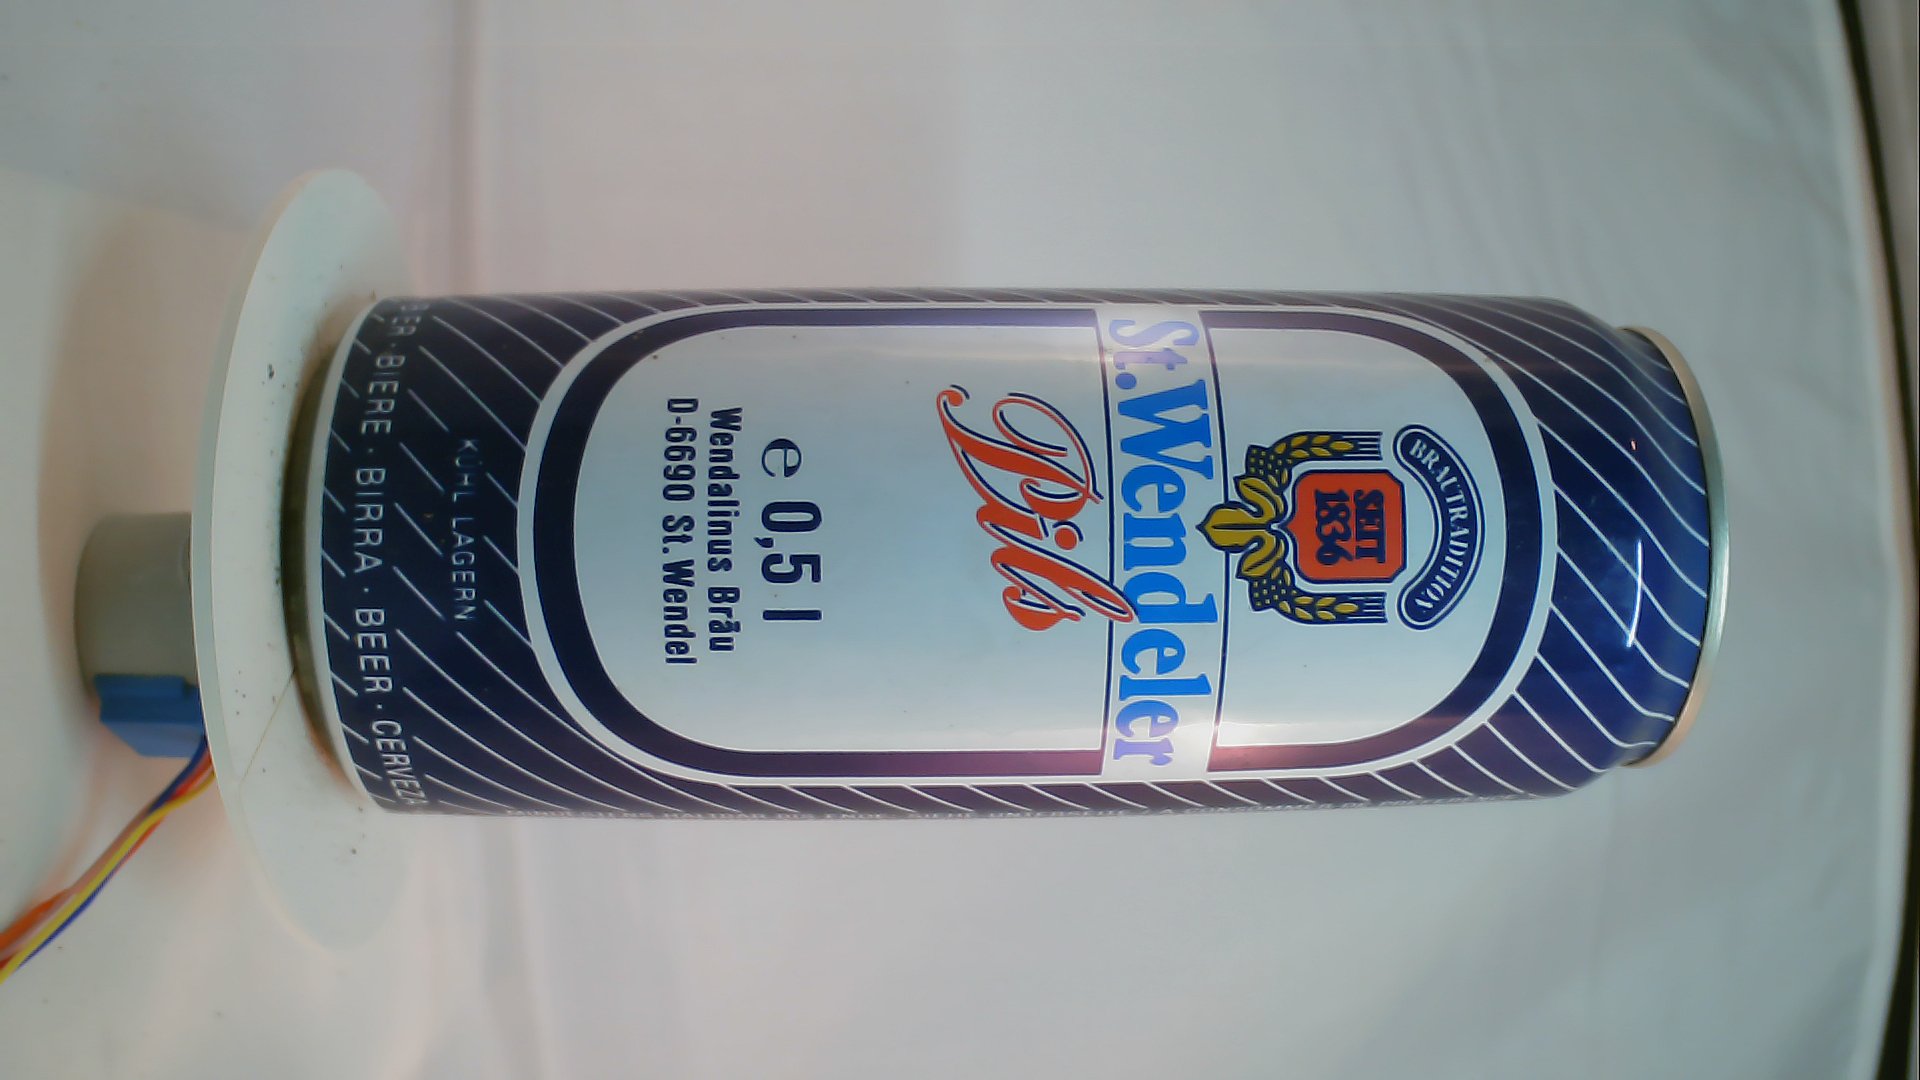 BRAUTRADITION
SEIT
1836
St. Wendeler
Pils
e 0,5 l
Wendalinus Bräu
D-6690 St. Wendel
KÜHL LAGERN
BIERE · BIRRA · BEER · CERVEZA